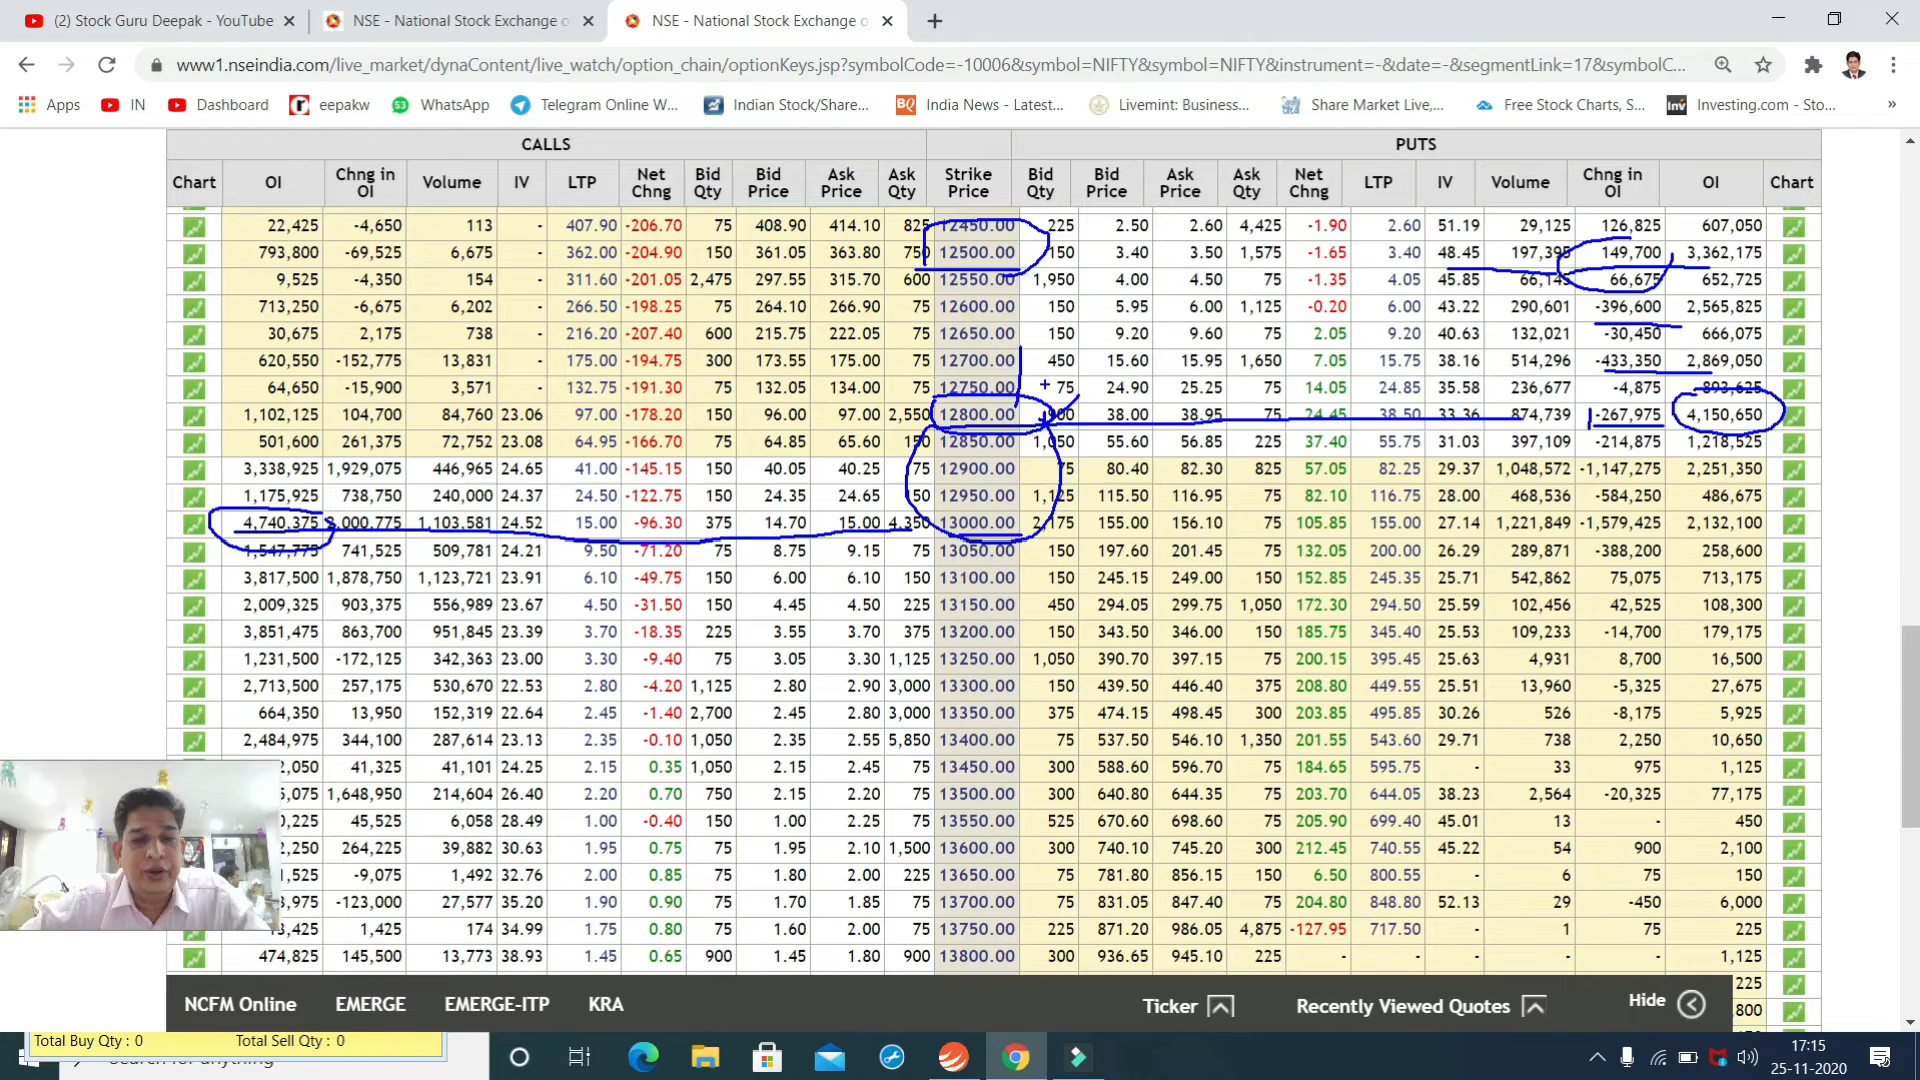 (2) Stock Guru Deepak - YouTube NSE - National Stock Exchange o NSE - National Stock Exchange o
www1.nseindia.com/live_market/dynaContent/live_watch/option_chain/optionKeys.jsp?symbolCode=-10006&symbol=NIFTY&symbol=NIFTY&instrument=-&date=-&segmentLink=17&symbolC...
Apps IN Dashboard eepakw WhatsApp Telegram Online W... Indian Stock/Share... India News - Latest... Livemint: Business... Share Market Live,... Free Stock Charts, S... Investing.com - Sto... »
CALLS PUTS
Chart OI Chng in OI Volume IV LTP Net Chng Bid Qty Bid Price Ask Price Ask Qty Strike Price Bid Qty Bid Price Ask Price Ask Qty Net Chng LTP IV Volume Chng in OI OI Chart
22,425 -4,650 113 - 407.90 -206.70 75 408.90 414.10 825 12450.00 225 2.50 2.60 4,425 -1.90 2.60 51.19 29,125 126,825 607,050
793,800 -69,525 6,675 - 362.00 -204.90 150 361.05 363.80 750 12500.00 150 3.40 3.50 1,575 -1.65 3.40 48.45 197,395 149,700 3,362,175
9,525 -4,350 154 - 311.60 -201.05 2,475 297.55 315.70 600 12550.00 1,950 4.00 4.50 75 -1.35 4.05 45.85 66,145 66,675 652,725
713,250 -6,675 6,202 - 266.50 -198.25 75 264.10 266.90 75 12600.00 150 5.95 6.00 1,125 -0.20 6.00 43.22 290,601 -396,600 2,565,825
30,675 2,175 738 - 216.20 -207.40 600 215.75 222.05 75 12650.00 150 9.20 9.60 75 2.05 9.20 40.63 132,021 -30,450 666,075
620,550 -152,775 13,831 - 175.00 -194.75 300 173.55 175.00 75 12700.00 450 15.60 15.95 1,650 7.05 15.75 38.16 514,296 -433,350 2,869,050
64,650 -15,900 3,571 - 132.75 -191.30 75 132.05 134.00 75 12750.00 75 24.90 25.25 75 14.05 24.85 35.58 236,677 -4,875 893,625
1,102,125 104,700 84,760 23.06 97.00 -178.20 150 96.00 97.00 2,550 12800.00 900 38.00 38.95 75 24.45 38.50 33.36 874,739 -267,975 4,150,650
501,600 261,375 72,752 23.08 64.95 -166.70 75 64.85 65.60 150 12850.00 1,050 55.60 56.85 225 37.40 55.75 31.03 397,109 -214,875 1,218,525
3,338,925 1,929,075 446,965 24.65 41.00 -145.15 150 40.05 40.25 75 12900.00 75 80.40 82.30 825 57.05 82.25 29.37 1,048,572 -1,147,275 2,251,350
1,175,925 738,750 240,000 24.37 24.50 -122.75 150 24.35 24.65 50 12950.00 1,125 115.50 116.95 75 82.10 116.75 28.00 468,536 -584,250 486,675
4,740,375 2,000,775 1,103,581 24.52 15.00 -96.30 375 14.70 15.00 4,350 13000.00 2,175 155.00 156.10 75 105.85 155.00 27.14 1,221,849 -1,579,425 2,132,100
1,547,775 741,525 509,781 24.21 9.50 -71.20 75 8.75 9.15 75 13050.00 150 197.60 201.45 75 132.05 200.00 26.29 289,871 -388,200 258,600
3,817,500 1,878,750 1,123,721 23.91 6.10 -49.75 150 6.00 6.10 150 13100.00 150 245.15 249.00 150 152.85 245.35 25.71 542,862 75,075 713,175
2,009,325 903,375 556,989 23.67 4.50 -31.50 150 4.45 4.50 225 13150.00 450 294.05 299.75 1,050 172.30 294.50 25.59 102,456 42,525 108,300
3,851,475 863,700 951,845 23.39 3.70 -18.35 225 3.55 3.70 375 13200.00 150 343.50 346.00 150 185.75 345.40 25.53 109,233 -14,700 179,175
1,231,500 -172,125 342,363 23.00 3.30 -9.40 75 3.05 3.30 1,125 13250.00 1,050 390.70 397.15 75 200.15 395.45 25.63 4,931 8,700 16,500
2,713,500 257,175 530,670 22.53 2.80 -4.20 1,125 2.80 2.90 3,000 13300.00 150 439.50 446.40 375 208.80 449.55 25.51 13,960 -5,325 27,675
664,350 13,950 152,319 22.64 2.45 -1.40 2,700 2.45 2.80 3,000 13350.00 375 474.15 498.45 300 203.85 495.85 30.26 526 -8,175 5,925
2,484,975 344,100 287,614 23.13 2.35 -0.10 1,050 2.35 2.55 5,850 13400.00 75 537.50 546.10 1,350 201.55 543.60 29.71 738 2,250 10,650
2,050 41,325 41,101 24.25 2.15 0.35 1,050 2.15 2.45 75 13450.00 300 588.60 596.70 75 184.65 595.75 - 33 975 1,125
5,075 1,648,950 214,604 26.40 2.20 0.70 750 2.15 2.20 75 13500.00 300 640.80 644.35 75 203.70 644.05 38.23 2,564 -20,325 77,175
0,225 45,525 6,058 28.49 1.00 -0.40 150 1.00 2.25 75 13550.00 525 670.60 698.60 75 205.90 699.40 45.01 13 - 450
2,250 264,225 39,882 30.63 1.95 0.75 75 1.95 2.10 1,500 13600.00 300 740.10 745.20 300 212.45 740.55 45.22 54 900 2,100
1,525 -9,075 1,492 32.76 2.00 0.85 75 1.80 2.00 225 13650.00 75 781.80 856.15 150 6.50 800.55 - 6 75 150
3,975 -123,000 27,577 35.20 1.90 0.90 75 1.70 1.85 75 13700.00 75 831.05 847.40 75 204.80 848.80 52.13 29 -450 6,000
3,425 1,425 174 34.99 1.75 0.80 75 1.60 2.00 75 13750.00 225 871.20 986.05 4,875 -127.95 717.50 - 1 75 225
474,825 145,500 13,773 38.93 1.45 0.65 900 1.45 1.80 900 13800.00 300 936.65 945.10 225 - - - - - 1,125
225
NCFM Online EMERGE EMERGE-ITP KRA Ticker Recently Viewed Quotes Hide
800
Total Buy Qty : 0 Total Sell Qty : 0
17:15
25-11-2020